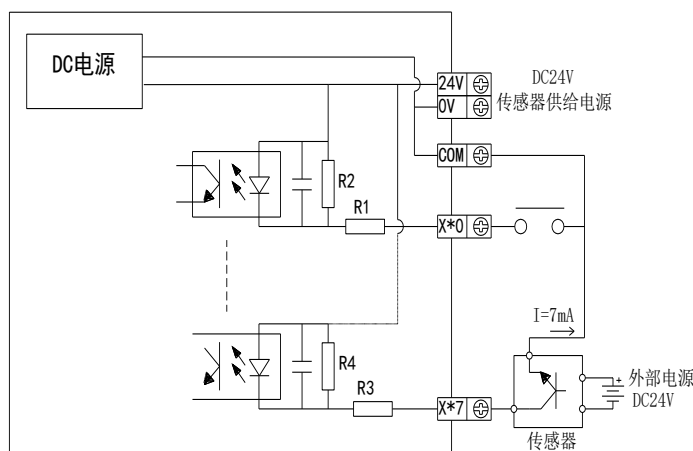 DC电源
24V
DC24V
0V
传感器供给电源
COM
R2
R1
X*0
I=7mA
R4
R3
外部电源
DC24V
X*7
传感器